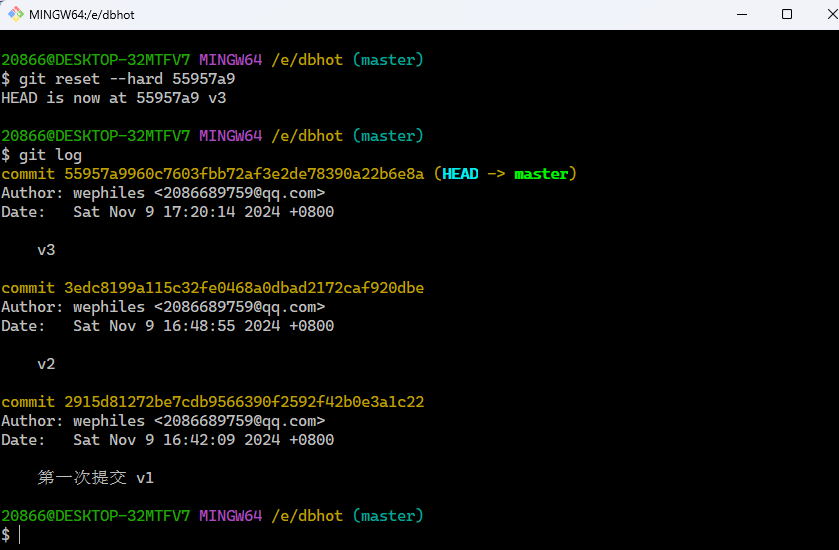 MINGW64:/e/dbhot
20866@DESKTOP-32MTFV7 MINGW64 /e/dbhot (master)
$ git reset --hard 55957a9
HEAD is now at 55957a9 v3
20866@DESKTOP-32MTFV7 MINGW64 /e/dbhot (master)
$ git log
commit 55957a9960c7603fbb72af3e2de78390a22b6e8a (HEAD -> master)
Author: wephiles <2086689759@qq.com>
Date:   Sat Nov 9 17:20:14 2024 +0800
v3
commit 3edc8199a115c32fe0468a0dbad2172caf920dbe
Author: wephiles <2086689759@qq.com>
Date:   Sat Nov 9 16:48:55 2024 +0800
v2
commit 2915d81272be7cdb9566390f2592f42b0e3a1c22
Author: wephiles <2086689759@qq.com>
Date:   Sat Nov 9 16:42:09 2024 +0800
第一次提交 v1
20866@DESKTOP-32MTFV7 MINGW64 /e/dbhot (master)
$